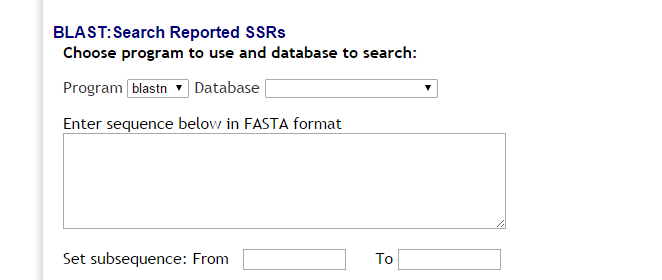 BLAST:Search Reported SSRs
Choose program to use and database to search:
Program blastn Database
Enter sequence below in FASTA format
Set subsequence: From To